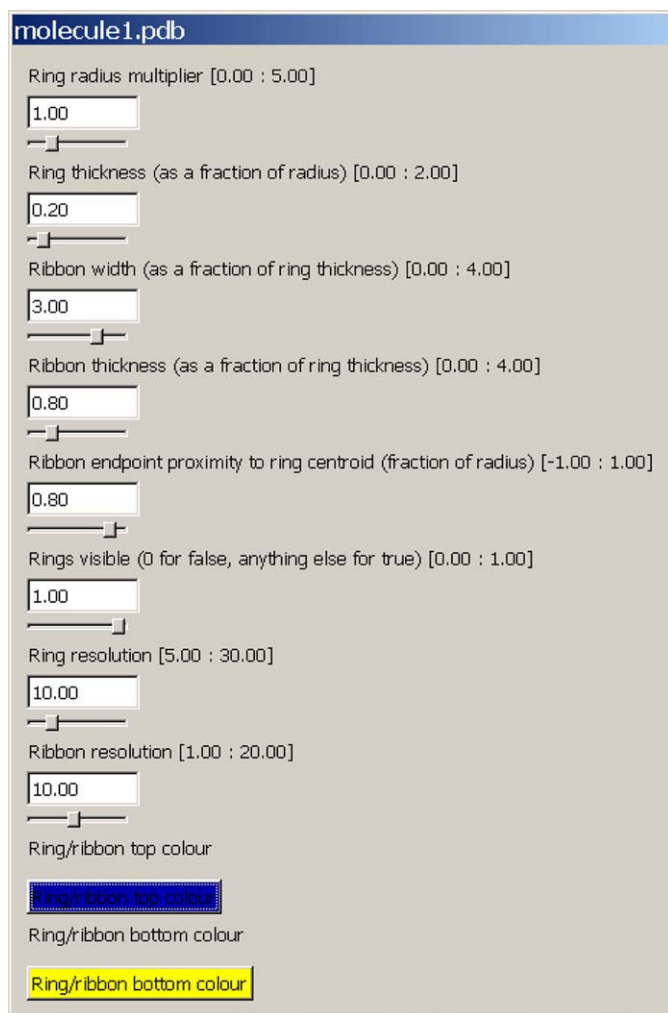 molecule1.pdb
Ring radius multiplier [0.00 : 5.00]
1.00
Ring thickness (as a fraction of radius) [0.00 : 2.00]
0.20
Ribbon width (as a fraction of ring thickness) [0.00 : 4.00]
3.00
Ribbon thickness (as a fraction of ring thickness) [0.00 : 4.00]
0.80
Ribbon endpoint proximity to ring centroid (fraction of radius) [-1.00 : 1.00]
0.80
Rings visible (0 for false, anything else for true) [0.00 : 1.00]
1.00
Ring resolution [5.00 : 30.00]
10.00
Ribbon resolution [1.00 : 20.00]
10.00
Ring/ribbon top colour
Ring/ribbon top colour
Ring/ribbon bottom colour
Ring/ribbon bottom colour